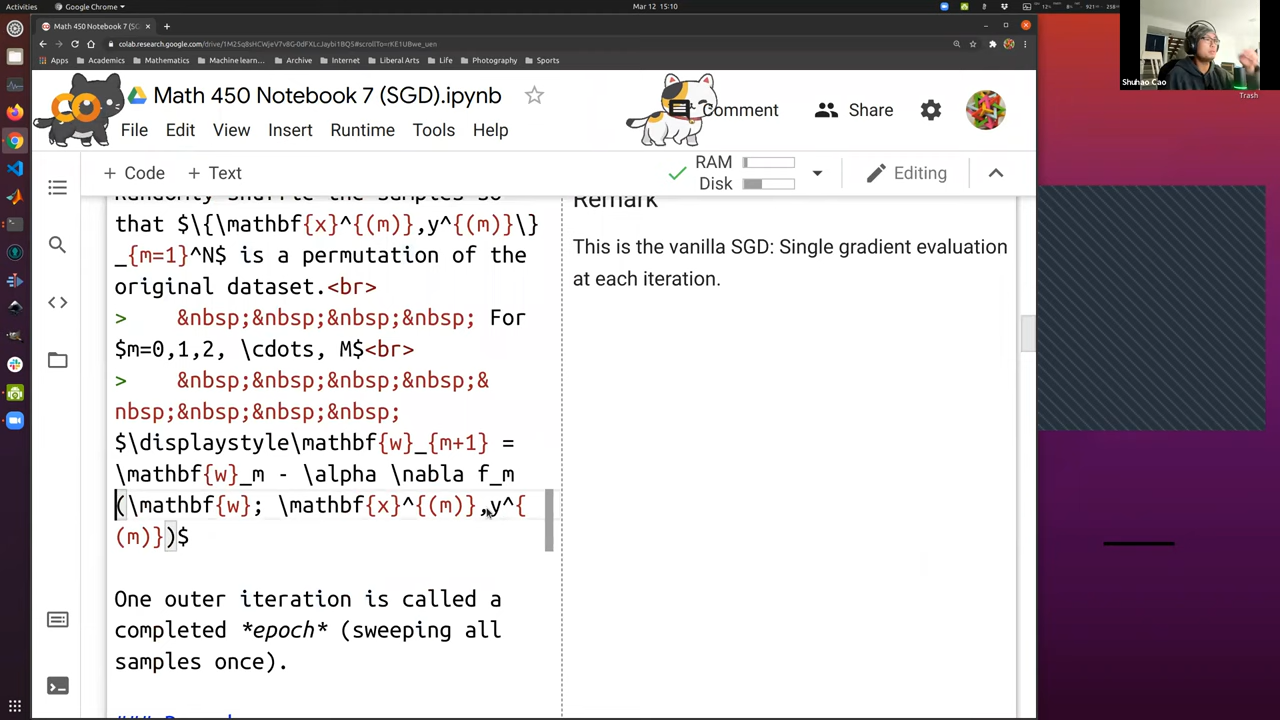 Activities
Google Chrome
Mar 12 15:10
Math 450 Notebook 7 (SGD)
colab.research.google.com/drive/1M2Sq8sHCWjeV7v8G0dFXLcJaybi1BQS#scrollTo=rKE1UBwe_uen
Apps Academics Mathematics Machine learn... Archive Internet Liberal Arts Life Photography Sports
Shuhao Cao
Trash
Math 450 Notebook 7 (SGD).ipynb
Comment
Share
File Edit View Insert Runtime Tools Help
+ Code + Text
RAM
Disk
Editing
Randomly shuffle the samples so
that $\{\mathbf{x}^{(m)},y^{(m)}\}
_{m=1}^N$ is a permutation of the
original dataset.<br>
> &nbsp;&nbsp;&nbsp;&nbsp; For
$m=0,1,2, \cdots, M$<br>
> &nbsp;&nbsp;&nbsp;&nbsp;&
nbsp;&nbsp;&nbsp;&nbsp;
$\displaystyle\mathbf{w}_{m+1} =
\mathbf{w}_m - \alpha \nabla f_m
(\mathbf{w}; \mathbf{x}^{(m)},y^{
(m)})$
One outer iteration is called a
completed *epoch* (sweeping all
samples once).
Remark
This is the vanilla SGD: Single gradient evaluation
at each iteration.